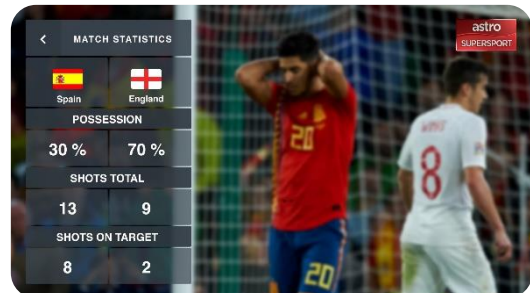 astro
SUPERSPORT
MATCH STATISTICS
Spain England
POSSESSION
30 % 70 %
SHOTS TOTAL
13 9
SHOTS ON TARGET
8 2
20
20
8